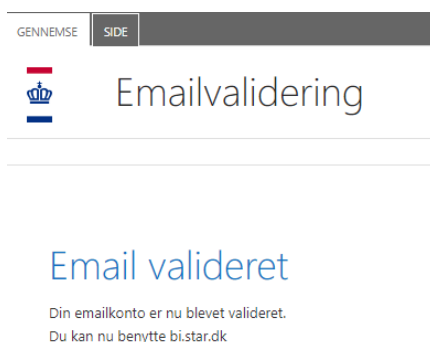 GENNEMSE SIDE
Emailvalidering
Email valideret
Din emailkonto er nu blevet valideret.
Du kan nu benytte bi.star.dk